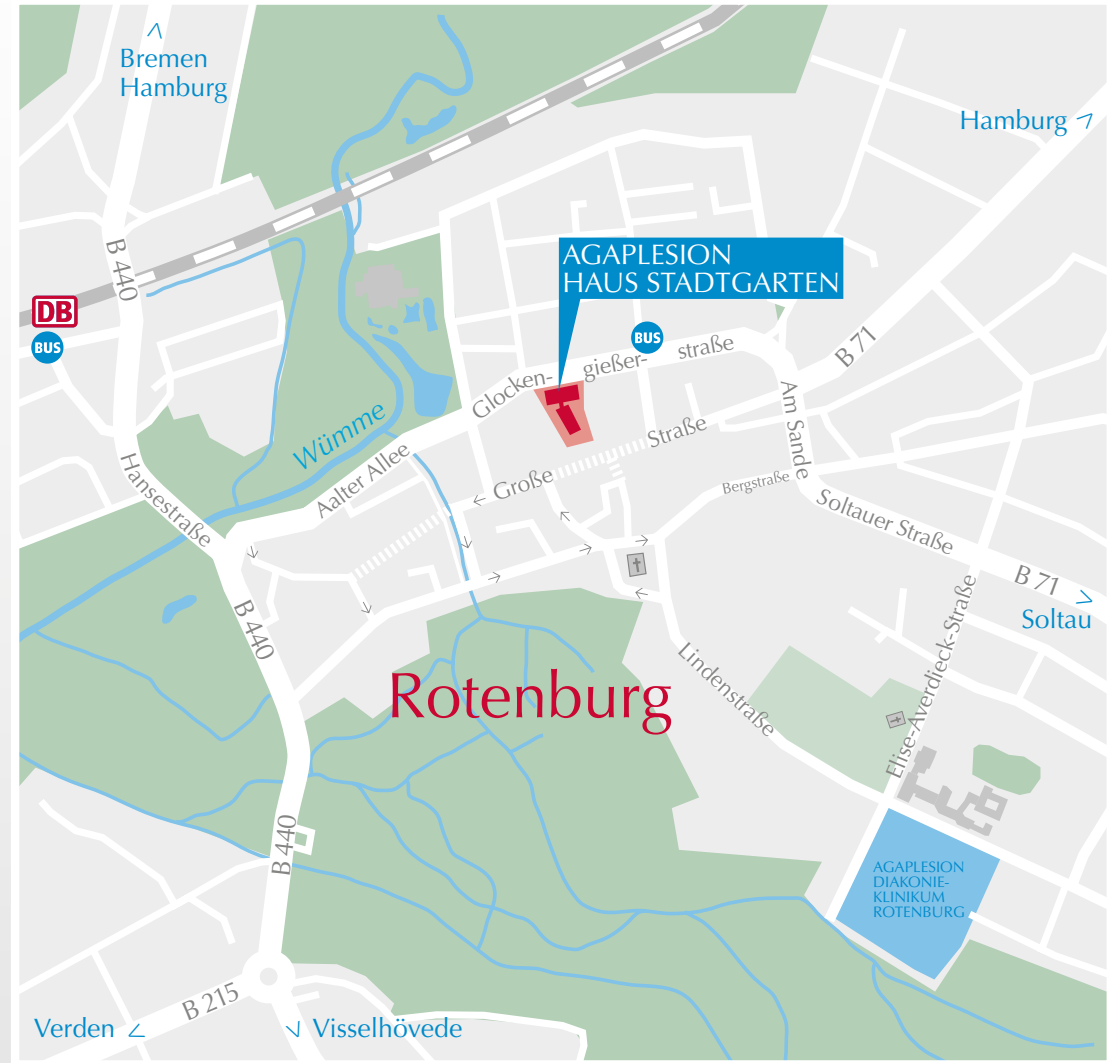 Bremen
Hamburg
Hamburg
B 440
DB
BUS
AGAPLESION
HAUS STADTGARTEN
BUS
B 71
Glocken-
gießer-
straße
Am Sande
Wümme
Aalter Allee
Große
Straße
Bergstraße
Hansestraße
Soltauer Straße
B 71
Soltau
B 440
Rotenburg
Lindenstraße
Elise-Averdieck-Straße
B 440
AGAPLESION
DIAKONIE-
KLINIKUM
ROTENBURG
B 215
Verden
Visselhövede